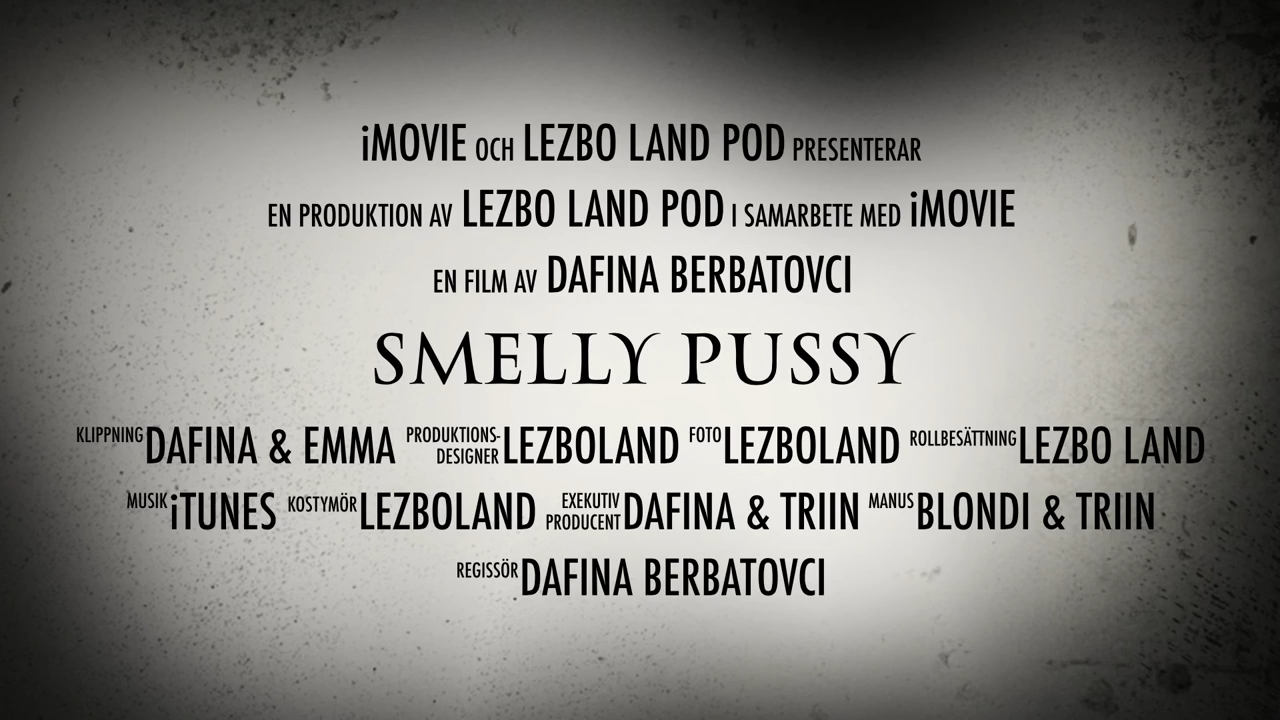 iMOVIE OCH LEZBO LAND POD PRESENTERAR
EN PRODUKTION AV LEZBO LAND POD I SAMARBETE MED iMOVIE
EN FILM AV DAFINA BERBATOVCI
SMELLY PUSSY
KLIPPNING DAFINA & EMMA PRODUKTIONS-DESIGNER LEZBOLAND FOTO LEZBOLAND ROLLBESÄTTNING LEZBO LAND
MUSIK iTUNES KOSTYMÖR LEZBOLAND EXEKUTIV PRODUCENT DAFINA & TRIIN MANUS BLONDI & TRIIN
REGISSÖR DAFINA BERBATOVCI